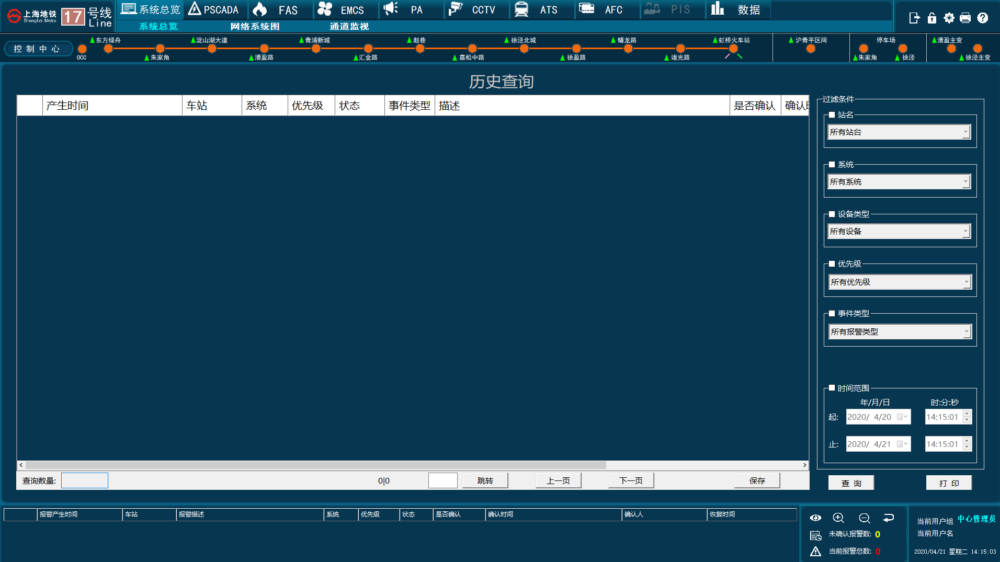 上海地铁
Shanghai Metro
17
号线
Line
系统总览
PSCADA
FAS
EMCS
PA
CCTV
ATS
AFC
PIS
数据
系统总览
网络系统图
通道监视
控制中心
OCC
东方绿舟
朱家角
淀山湖大道
漕盈路
青浦新城
汇金路
赵巷
嘉松中路
徐泾北城
徐盈路
蟠龙路
诸光路
虹桥火车站
沪青平区间
停车场
朱家角
徐泾
漕盈主变
徐泾主变
历史查询
产生时间 车站 系统 优先级 状态 事件类型 描述 是否确认 确认时
过滤条件
站名
所有站台
系统
所有系统
设备类型
所有设备
优先级
所有优先级
事件类型
所有报警类型
时间范围
年/月/日 时:分:秒
起: 2020/ 4/20 14:15:01
止: 2020/ 4/21 14:15:01
查询数量: 0|0 跳转 上一页 下一页 保存
查 询 打 印
报警产生时间 车站 报警描述 系统 优先级 状态 是否确认 确认时间 确认人 恢复时间
未确认报警数: 0
当前报警总数: 0
当前用户组 中心管理员
当前用户名
2020/04/21 星期二 14:15:03